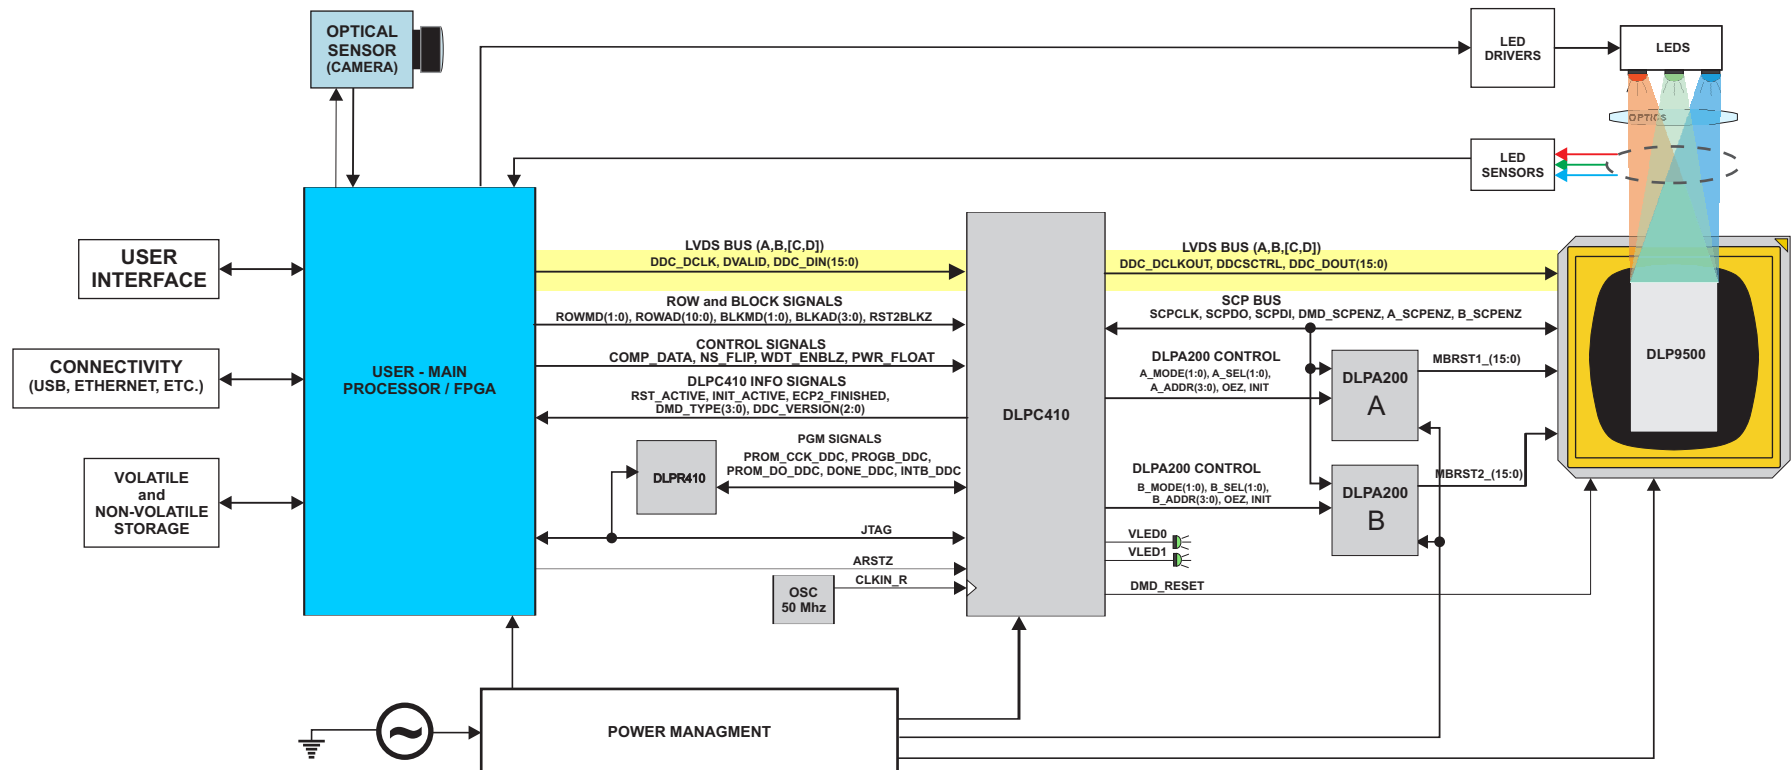 OPTICAL
SENSOR
(CAMERA)
LED
DRIVERS
LEDS
OPTICS
LED
SENSORS
USER
INTERFACE
CONNECTIVITY
(USB, ETHERNET, ETC.)
VOLATILE
and
NON-VOLATILE
STORAGE
USER - MAIN
PROCESSOR / FPGA
LVDS BUS (A,B,[C,D])
DDC_DCLK, DVALID, DDC_DIN(15:0)
ROW and BLOCK SIGNALS
ROWMD(1:0), ROWAD(10:0), BLKMD(1:0), BLKAD(3:0), RST2BLKZ
CONTROL SIGNALS
COMP_DATA, NS_FLIP, WDT_ENBLZ, PWR_FLOAT
DLPC410 INFO SIGNALS
RST_ACTIVE, INIT_ACTIVE, ECP2_FINISHED,
DMD_TYPE(3:0), DDC_VERSION(2:0)
PGM SIGNALS
PROM_CCK_DDC, PROGB_DDC,
PROM_DO_DDC, DONE_DDC, INTB_DDC
DLPR410
JTAG
ARSTZ
CLKIN_R
OSC
50 Mhz
DLPC410
LVDS BUS (A,B,[C,D])
DDC_DCLKOUT, DDCSCTRL, DDC_DOUT(15:0)
SCP BUS
SCPCLK, SCPDO, SCPDI, DMD_SCPENZ, A_SCPENZ, B_SCPENZ
DLPA200 CONTROL
A_MODE(1:0), A_SEL(1:0),
A_ADDR(3:0), OEZ, INIT
DLPA200
A
MBRST1_(15:0)
DLPA200 CONTROL
B_MODE(1:0), B_SEL(1:0),
B_ADDR(3:0), OEZ, INIT
DLPA200
B
MBRST2_(15:0)
VLED0
VLED1
DMD_RESET
DLP9500
POWER MANAGMENT